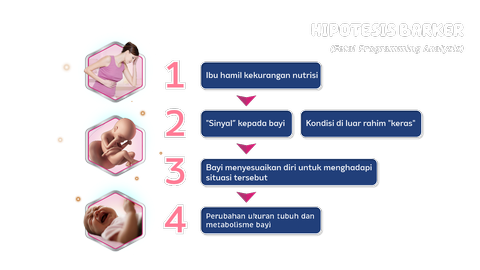 HIPOTESIS BARKER
(Fetal Programming Analysis)
1
Ibu hamil kekurangan nutrisi
2
"Sinyal" kepada bayi
Kondisi di luar rahim "keras"
3
Bayi menyesuaikan diri untuk menghadapi
situasi tersebut
4
Perubahan ukuran tubuh dan
metabolisme bayi